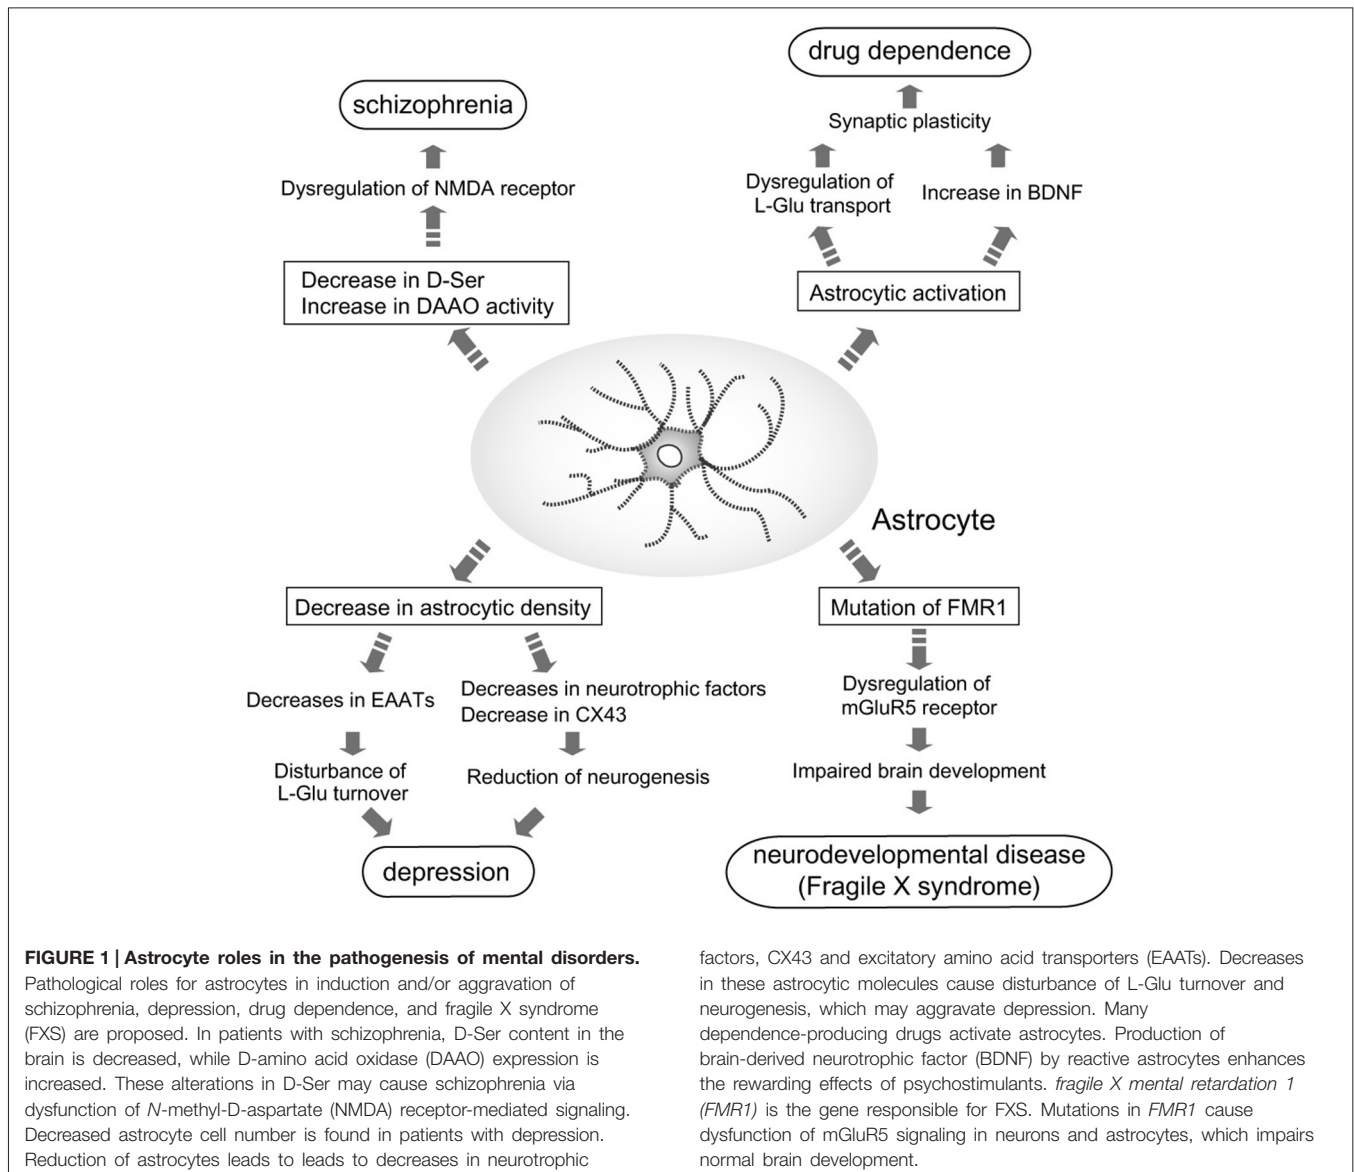 drug dependence
schizophrenia
Synaptic plasticity
Dysregulation of NMDA receptor
Dysregulation of
L-Glu transport
Increase in BDNF
Decrease in D-Ser
Increase in DAAO activity
Astrocytic activation
Astrocyte
Decrease in astrocytic density
Mutation of FMR1
Decreases in EAATs
Decreases in neurotrophic factors
Decrease in CX43
Dysregulation of
mGluR5 receptor
Disturbance of
L-Glu turnover
Reduction of neurogenesis
Impaired brain development
depression
neurodevelopmental disease
(Fragile X syndrome)
FIGURE 1 | Astrocyte roles in the pathogenesis of mental disorders.
Pathological roles for astrocytes in induction and/or aggravation of
schizophrenia, depression, drug dependence, and fragile X syndrome
(FXS) are proposed. In patients with schizophrenia, D-Ser content in the
brain is decreased, while D-amino acid oxidase (DAAO) expression is
increased. These alterations in D-Ser may cause schizophrenia via
dysfunction of N-methyl-D-aspartate (NMDA) receptor-mediated signaling.
Decreased astrocyte cell number is found in patients with depression.
Reduction of astrocytes leads to leads to decreases in neurotrophic
factors, CX43 and excitatory amino acid transporters (EAATs). Decreases
in these astrocytic molecules cause disturbance of L-Glu turnover and
neurogenesis, which may aggravate depression. Many
dependence-producing drugs activate astrocytes. Production of
brain-derived neurotrophic factor (BDNF) by reactive astrocytes enhances
the rewarding effects of psychostimulants. fragile X mental retardation 1
(FMR1) is the gene responsible for FXS. Mutations in FMR1 cause
dysfunction of mGluR5 signaling in neurons and astrocytes, which impairs
normal brain development.